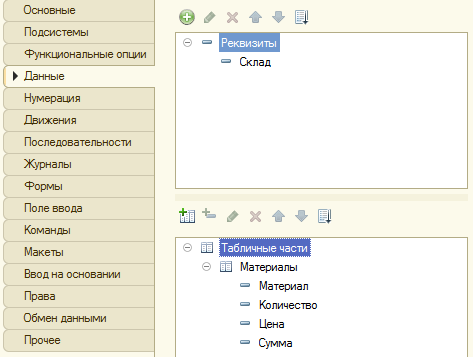 Основные
Подсистемы
Функциональные опции
Данные
Нумерация
Движения
Последовательности
Журналы
Формы
Поле ввода
Команды
Макеты
Ввод на основании
Права
Обмен данными
Прочее
Реквизиты
Склад
Табличные части
Материалы
Материал
Количество
Цена
Сумма